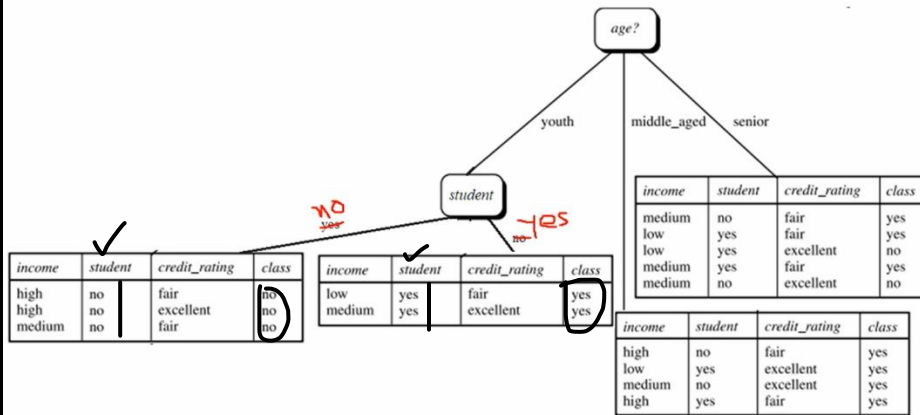 age?
youth
middle_aged
senior
student
no
yes
no
yes
income student credit_rating class
medium no fair yes
low yes fair yes
low yes excellent no
medium yes fair yes
medium no excellent no
income student credit_rating class
high no fair no
high no excellent no
medium no fair no
income student credit_rating class
low yes fair yes
medium yes excellent yes
income student credit_rating class
high no fair yes
low yes excellent yes
medium no excellent yes
high yes fair yes